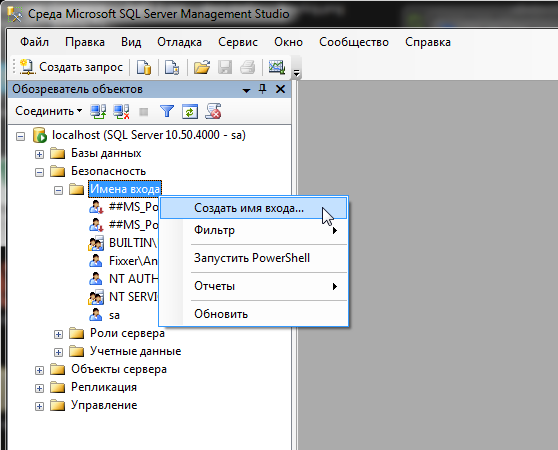 Среда Microsoft SQL Server Management Studio
Файл Правка Вид Отладка Сервис Окно Сообщество Справка
Создать запрос
Обозреватель объектов
Соединить
localhost (SQL Server 10.50.4000 - sa)
Базы данных
Безопасность
Имена входа
##MS_Po
##MS_Po
BUILTIN\
Fixxer\An
NT AUTH
NT SERVI
sa
Создать имя входа...
Фильтр
Запустить PowerShell
Отчеты
Обновить
Роли сервера
Учетные данные
Объекты сервера
Репликация
Управление